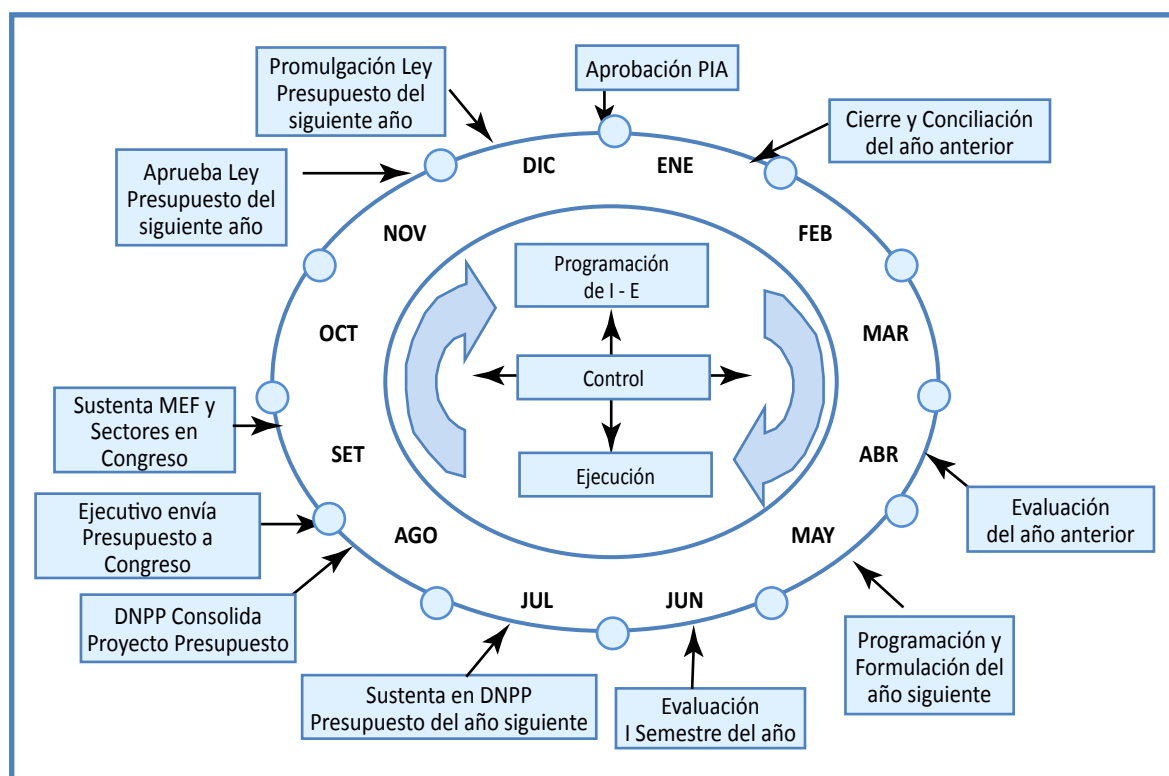 Aprobación PIA
Promulgación Ley
Presupuesto del
siguiente año
Cierre y Conciliación
del año anterior
Aprueba Ley
Presupuesto del
siguiente año
DIC
ENE
NOV
FEB
OCT
MAR
SET
ABR
AGO
MAY
JUL
JUN
Programación
de I - E
Control
Ejecución
Sustenta MEF y
Sectores en
Congreso
Evaluación
del año anterior
Ejecutivo envía
Presupuesto a
Congreso
DNPP Consolida
Proyecto Presupuesto
Programación y
Formulación del
año siguiente
Sustenta en DNPP
Presupuesto del año siguiente
Evaluación
I Semestre del año